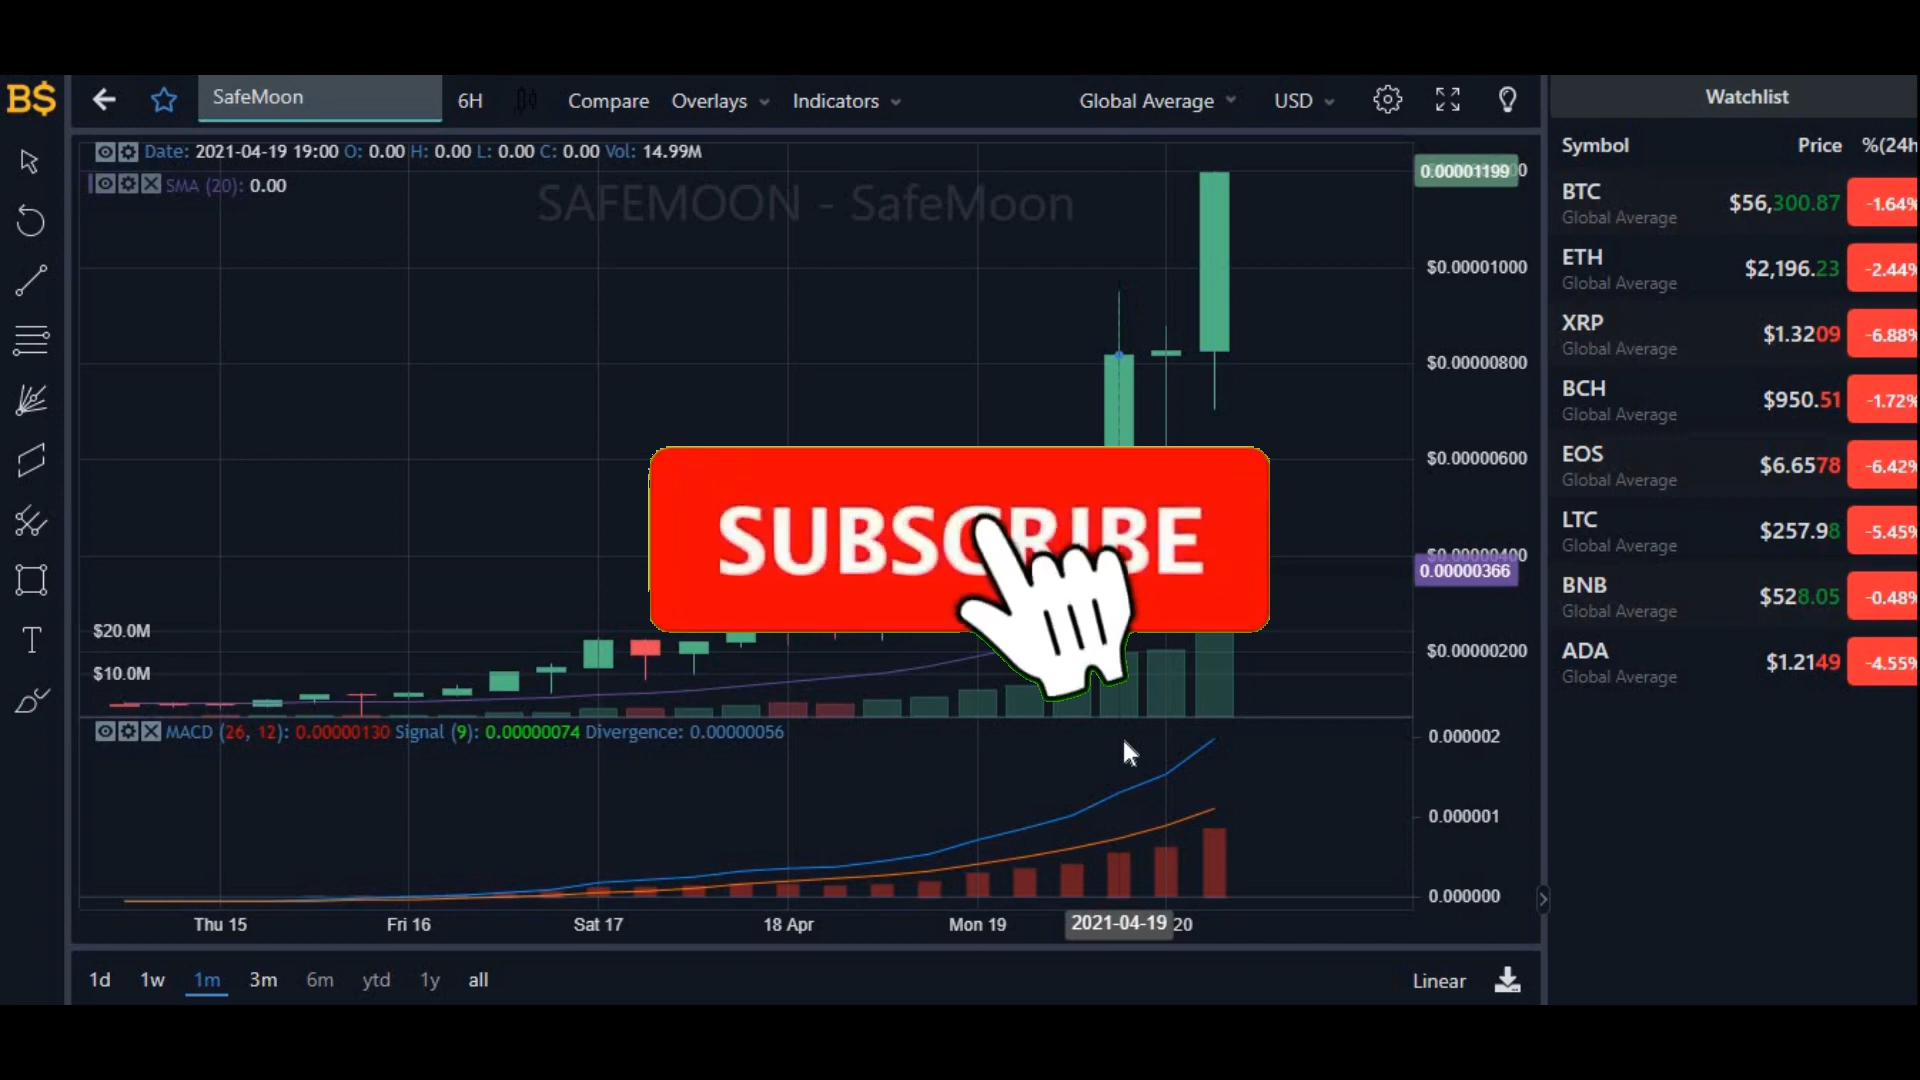 B$
SafeMoon
6H
Compare
Overlays
Indicators
Global Average
USD
Date: 2021-04-19 19:00 O: 0.00 H: 0.00 L: 0.00 C: 0.00 Vol: 14.99M
SMA (20): 0.00
SAFEMOON - SafeMoon
0.00001199
$0.00001000
$0.00000800
$0.00000600
$0.00000400
0.00000366
$0.00000200
SUBSCRIBE
$20.0M
$10.0M
MACD (26, 12): 0.00000130 Signal (9): 0.00000074 Divergence: 0.00000056
0.000002
0.000001
0.000000
Thu 15
Fri 16
Sat 17
18 Apr
Mon 19
2021-04-19
20
1d
1w
1m
3m
6m
ytd
1y
all
Linear
Watchlist
Symbol Price %(24h
BTC $56,300.87 -1.64%
Global Average
ETH $2,196.23 -2.44%
Global Average
XRP $1.3209 -6.88%
Global Average
BCH $950.51 -1.72%
Global Average
EOS $6.6578 -6.42%
Global Average
LTC $257.98 -5.45%
Global Average
BNB $528.05 -0.48%
Global Average
ADA $1.2149 -4.55%
Global Average